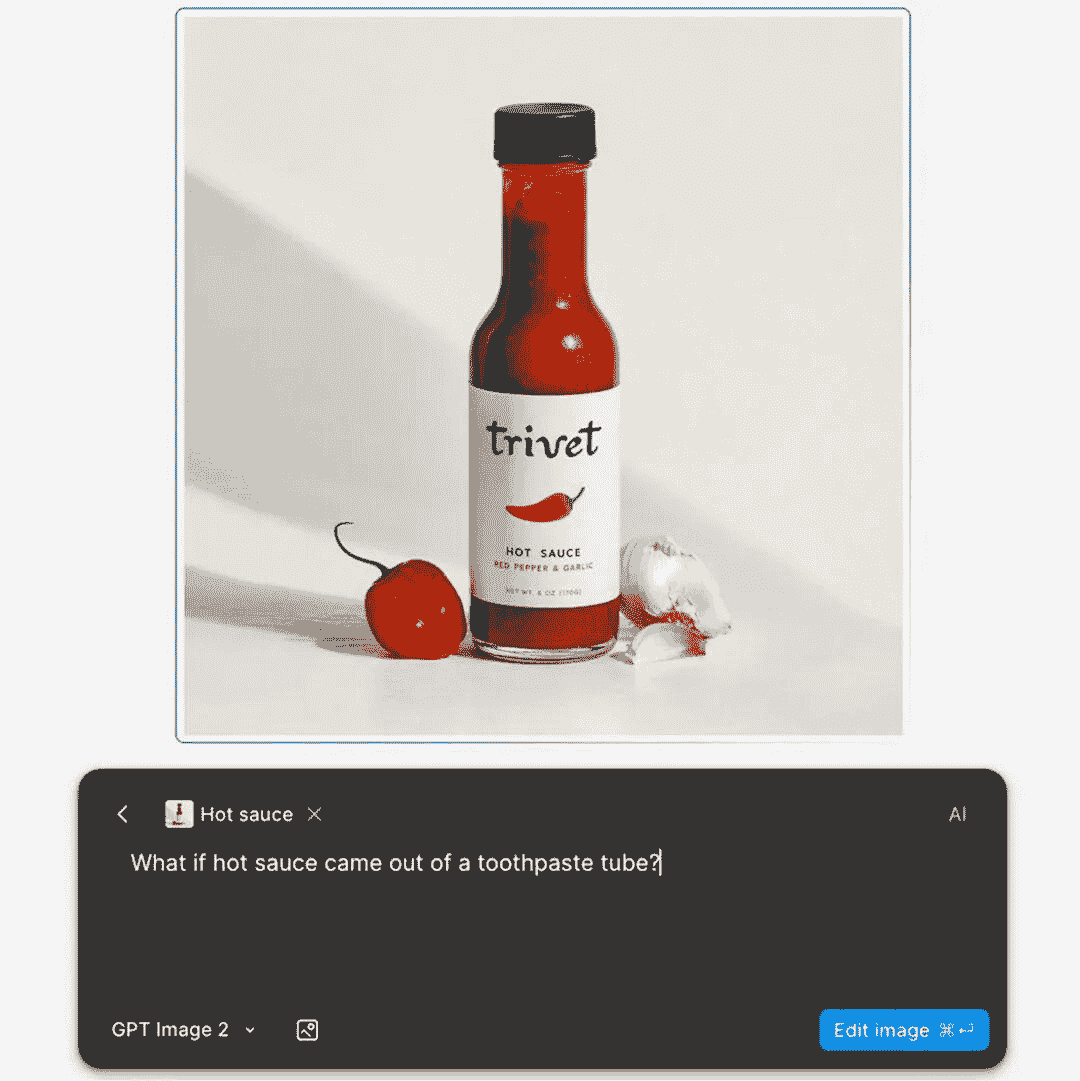 trivet
HOT SAUCE
RED PEPPER & GARLIC
NET WT. 6 OZ (170G)
Hot sauce
AI
What if hot sauce came out of a toothpaste tube?
GPT Image 2
Edit image ⌘ ⏎